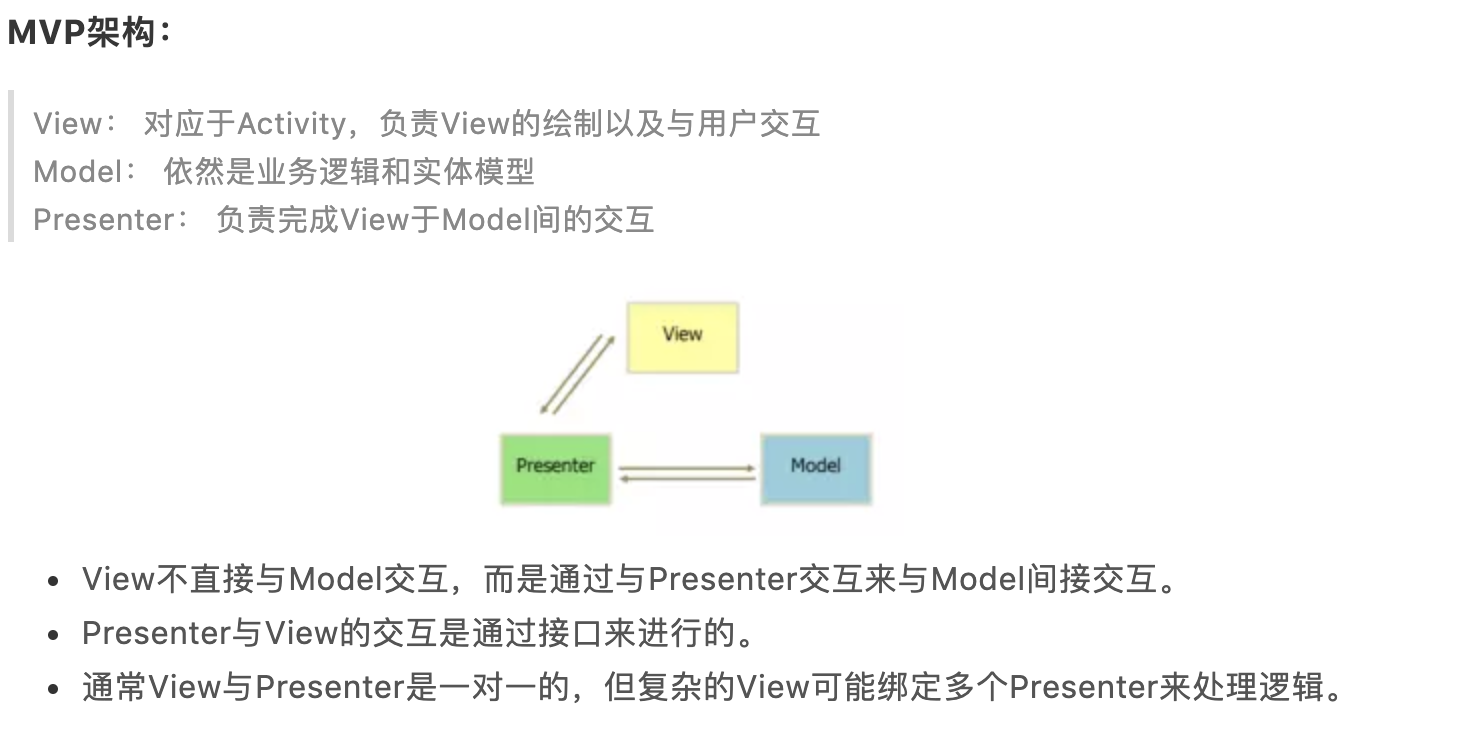 MVP架构：
View： 对应于Activity，负责View的绘制以及与用户交互
Model： 依然是业务逻辑和实体模型
Presenter： 负责完成View于Model间的交互
View
Presenter
Model
View不直接与Model交互，而是通过与Presenter交互来与Model间接交互。
Presenter与View的交互是通过接口来进行的。
通常View与Presenter是一对一的，但复杂的View可能绑定多个Presenter来处理逻辑。